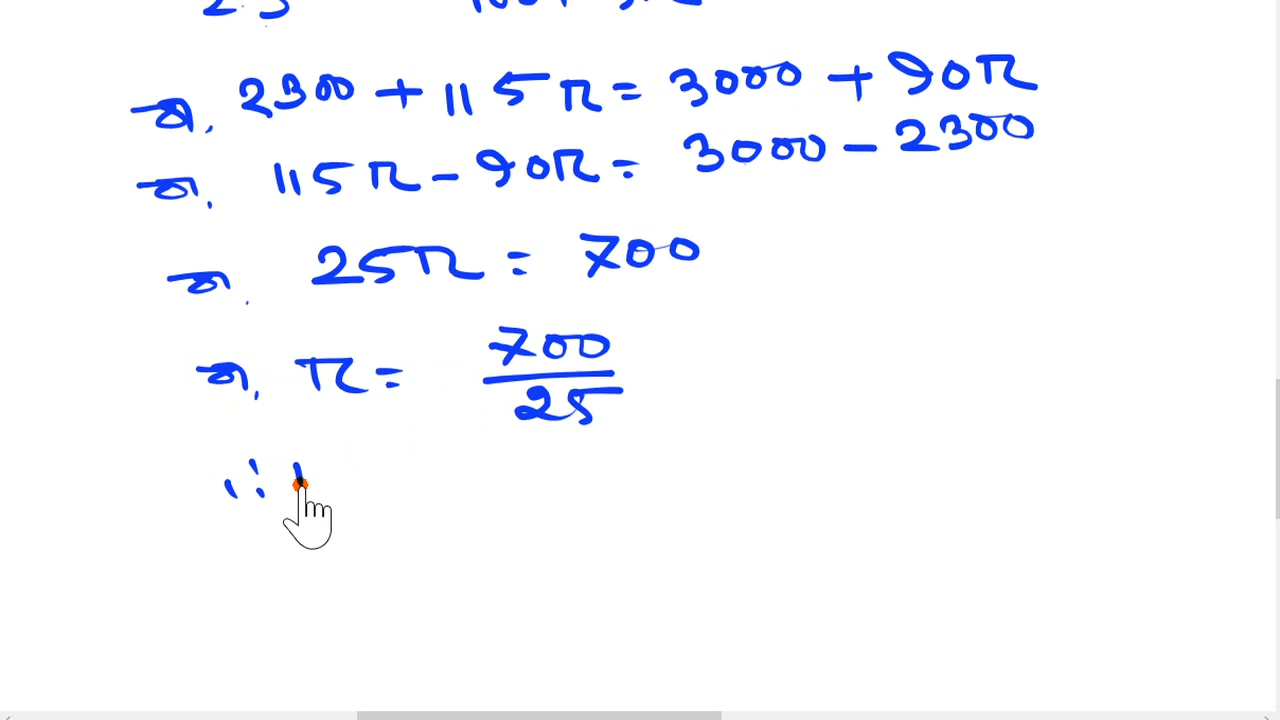 বা, 2300 + 115r = 3000 + 90r
বা, 115r - 90r = 3000 - 2300
বা, 25r = 700
বা, r = 700/25
∴